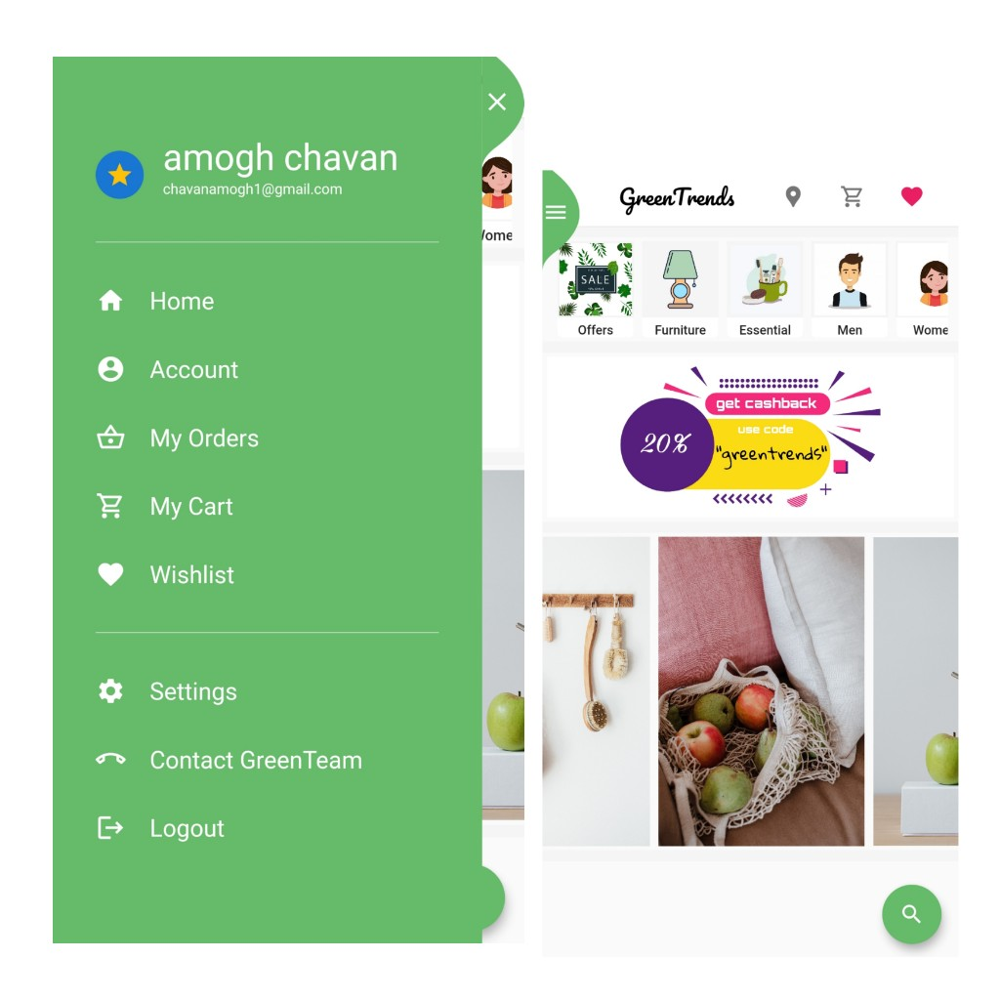 amogh chavan
chavanamogh1@gmail.com
Home
Account
My Orders
My Cart
Wishlist
Settings
Contact GreenTeam
Logout
Wome
GreenTrends
SALE
Offers
Furniture
Essential
Men
Wome
get cashback
use code
20%
"greentrends"